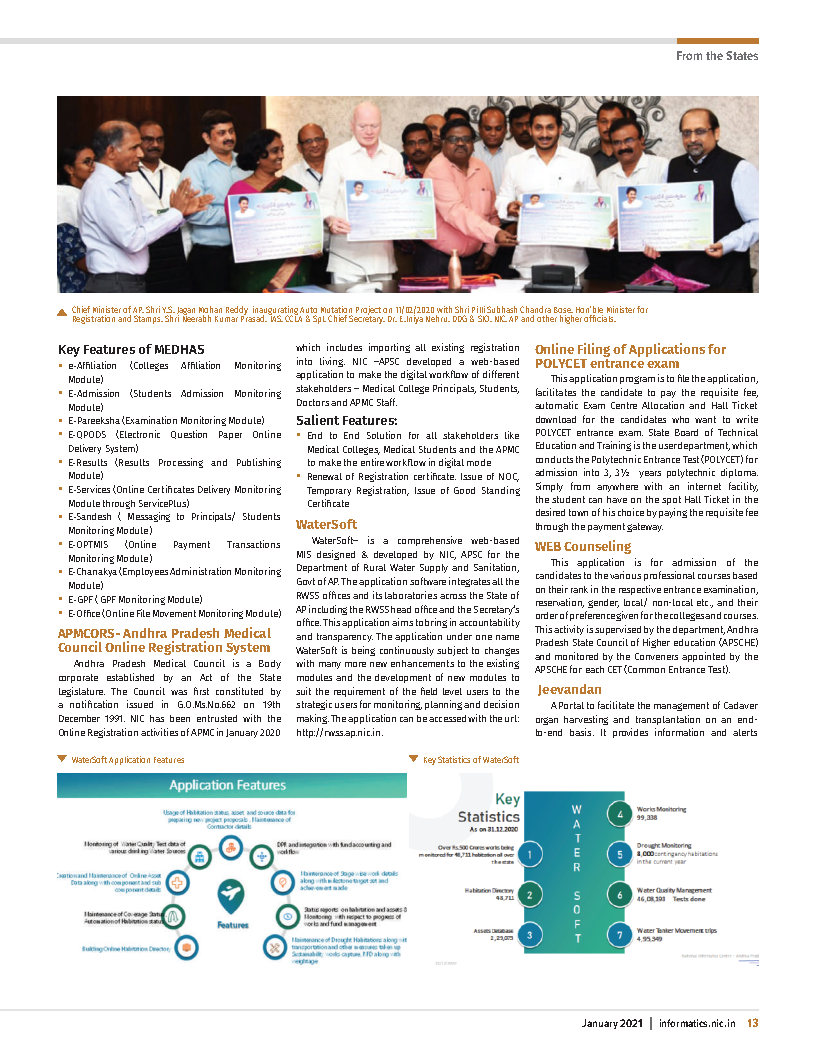 From the States
Chief Minister of AP, Shri Y.S. Jagan Mohan Reddy inaugurating Auto Mutation Project on 11/02/2020 with Shri Pilli Subhash Chandra Bose, Hon'ble Minister for
Registration and Stamps, Shri Neerabh Kumar Prasad, IAS, CCLA & Spl. Chief Secretary, Dr. E.Iniya Nehru, DDG & SIO, NIC, AP and other higher officials.
Key Features of MEDHAS
• e-Affiliation (Colleges Affiliation Monitoring
Module)
• E-Admission (Students Admission Monitoring
Module)
• E-Pareeksha (Examination Monitoring Module)
• E-QPODS (Electronic Question Paper Online
Delivery System)
• E-Results (Results Processing and Publishing
Module)
• E-Services (Online Certificates Delivery Monitoring
Module through ServicePlus)
• E-Sandesh ( Messaging to Principals/ Students
Monitoring Module)
• E-OPTMIS (Online Payment Transactions
Monitoring Module)
• E-Chanakya (Employees Administration Monitoring
Module)
• E-GPF ( GPF Monitoring Module)
• E-Office (Online File Movement Monitoring Module)
APMCORS- Andhra Pradesh Medical
Council Online Registration System
Andhra Pradesh Medical Council is a Body
corporate established by an Act of the State
legislature. The Council was first constituted by
a notification issued in G.O.Ms.No.662 on 19th
December 1991. NIC has been entrusted with the
Online Registration activities of APMC in January 2020
which includes importing all existing registration
into living. NIC –APSC developed a web-based
application to make the digital workflow of different
stakeholders – Medical College Principals, Students,
Doctors and APMC Staff.
Salient Features:
• End to End Solution for all stakeholders like
Medical Colleges, Medical Students and the APMC
to make the entire workflow in digital mode
• Renewal of Registration certificate. Issue of NOC,
Temporary Registration, Issue of Good Standing
Certificate
WaterSoft
WaterSoft– is a comprehensive web-based
MIS designed & developed by NIC, APSC for the
Department of Rural Water Supply and Sanitation,
Govt of AP. The application software integrates all the
RWSS offices and its laboratories across the State of
AP including the RWSS head office and the Secretary's
office. This application aims to bring in accountability
and transparency. The application under one name
WaterSoft is being continuously subject to changes
with many more new enhancements to the existing
modules and the development of new modules to
suit the requirement of the field level users to the
strategic users for monitoring, planning and decision
making. The application can be accessed with the url:
http://rwss.ap.nic.in.
Online Filing of Applications for
POLYCET entrance exam
This application program is to file the application,
facilitates the candidate to pay the requisite fee,
automatic Exam Centre Allocation and Hall Ticket
download for the candidates who want to write
POLYCET entrance exam. State Board of Technical
Education and Training is the user department, which
conducts the Polytechnic Entrance Test (POLYCET) for
admission into 3, 3½ years polytechnic diploma.
Simply from anywhere with an internet facility,
the student can have on the spot Hall Ticket in the
desired town of his choice by paying the requisite fee
through the payment gateway.
WEB Counseling
This application is for admission of the
candidates to the various professional courses based
on their rank in the respective entrance examination,
reservation, gender, local/ non-local etc., and their
order of preference given for the colleges and courses.
This activity is supervised by the department, Andhra
Pradesh State Council of Higher education (APSCHE)
and monitored by the Conveners appointed by the
APSCHE for each CET (Common Entrance Test).
Jeevandan
A Portal to facilitate the management of Cadaver
organ harvesting and transplantation on an end-
to-end basis. It provides information and alerts
WaterSoft Application Features
Application Features
Usage of Habitation status, asset, and source data for
preparing new project proposals. Maintenance of
Contractor details
Monitoring of Water Quality Test data of
various drinking Water Sources
DPR and integration with fund accounting and
workflow
Creation and Maintenance of Online Asset
Data along with component and sub
component details
Maintenance of Stage wise work details
along with milestone target set and
achievement made
Maintenance of Coverage Status
Automation of Habitation status
Status reports on habitation and assets &
Monitoring with respect to progress of
works and fund management
Features
Building Online Habitation Directory
Maintenance of Drought Habitations along wit
transportation and other measures taken up
Sustainability works capture, MD along with
weightage
Key Statistics of WaterSoft
Key
Statistics
As on 31.12.2020
WATER SOFT
Over Rs.500 Crores works being
monitored for 48,711 habitation all over
the state
1
Habitation Directory
48,711
2
Assets Database
2,29,075
3
4
Works Monitoring
99,338
5
Drought Monitoring
8,000 contingency habitations
in the current year
6
Water Quality Management
46,08,193 Tests done
7
Water Tanker Movement trips
4,95,349
January 2021 | informatics.nic.in 13